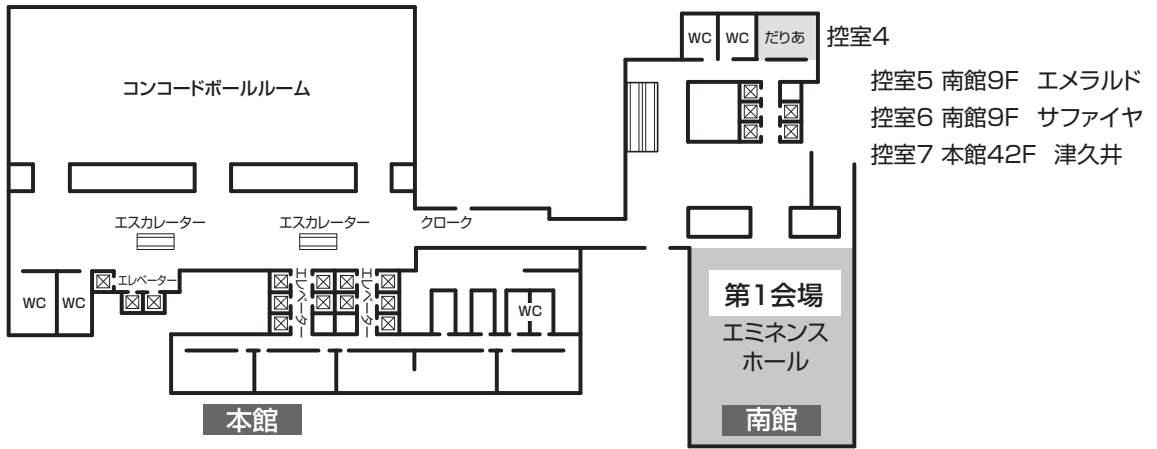 WC
WC
だりあ
控室4
控室5 南館9F エメラルド
控室6 南館9F サファイヤ
控室7 本館42F 津久井
コンコードボールルーム
エスカレーター
エスカレーター
クローク
WC
WC
エレベーター
エレベーター
エレベーター
WC
第1会場
エミネンス
ホール
本館
南館